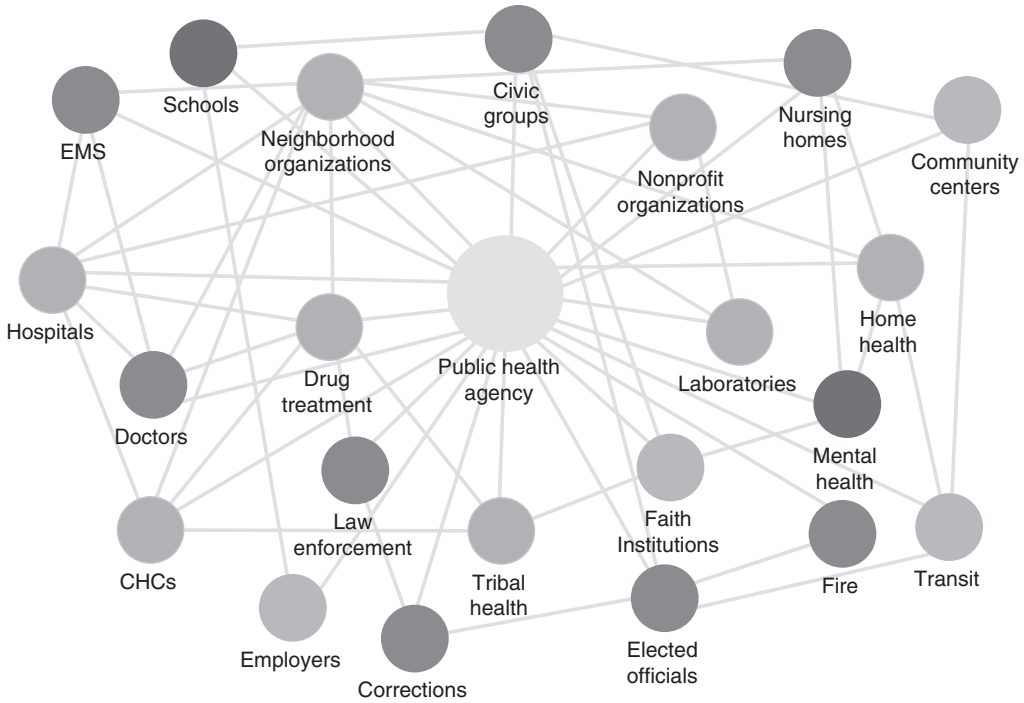 Schools
Civic
groups
Nursing
homes
EMS
Neighborhood
organizations
Nonprofit
organizations
Community
centers
Hospitals
Drug
treatment
Public health
agency
Laboratories
Home
health
Doctors
Mental
health
CHCs
Law
enforcement
Tribal
health
Faith
Institutions
Fire
Transit
Employers
Corrections
Elected
officials